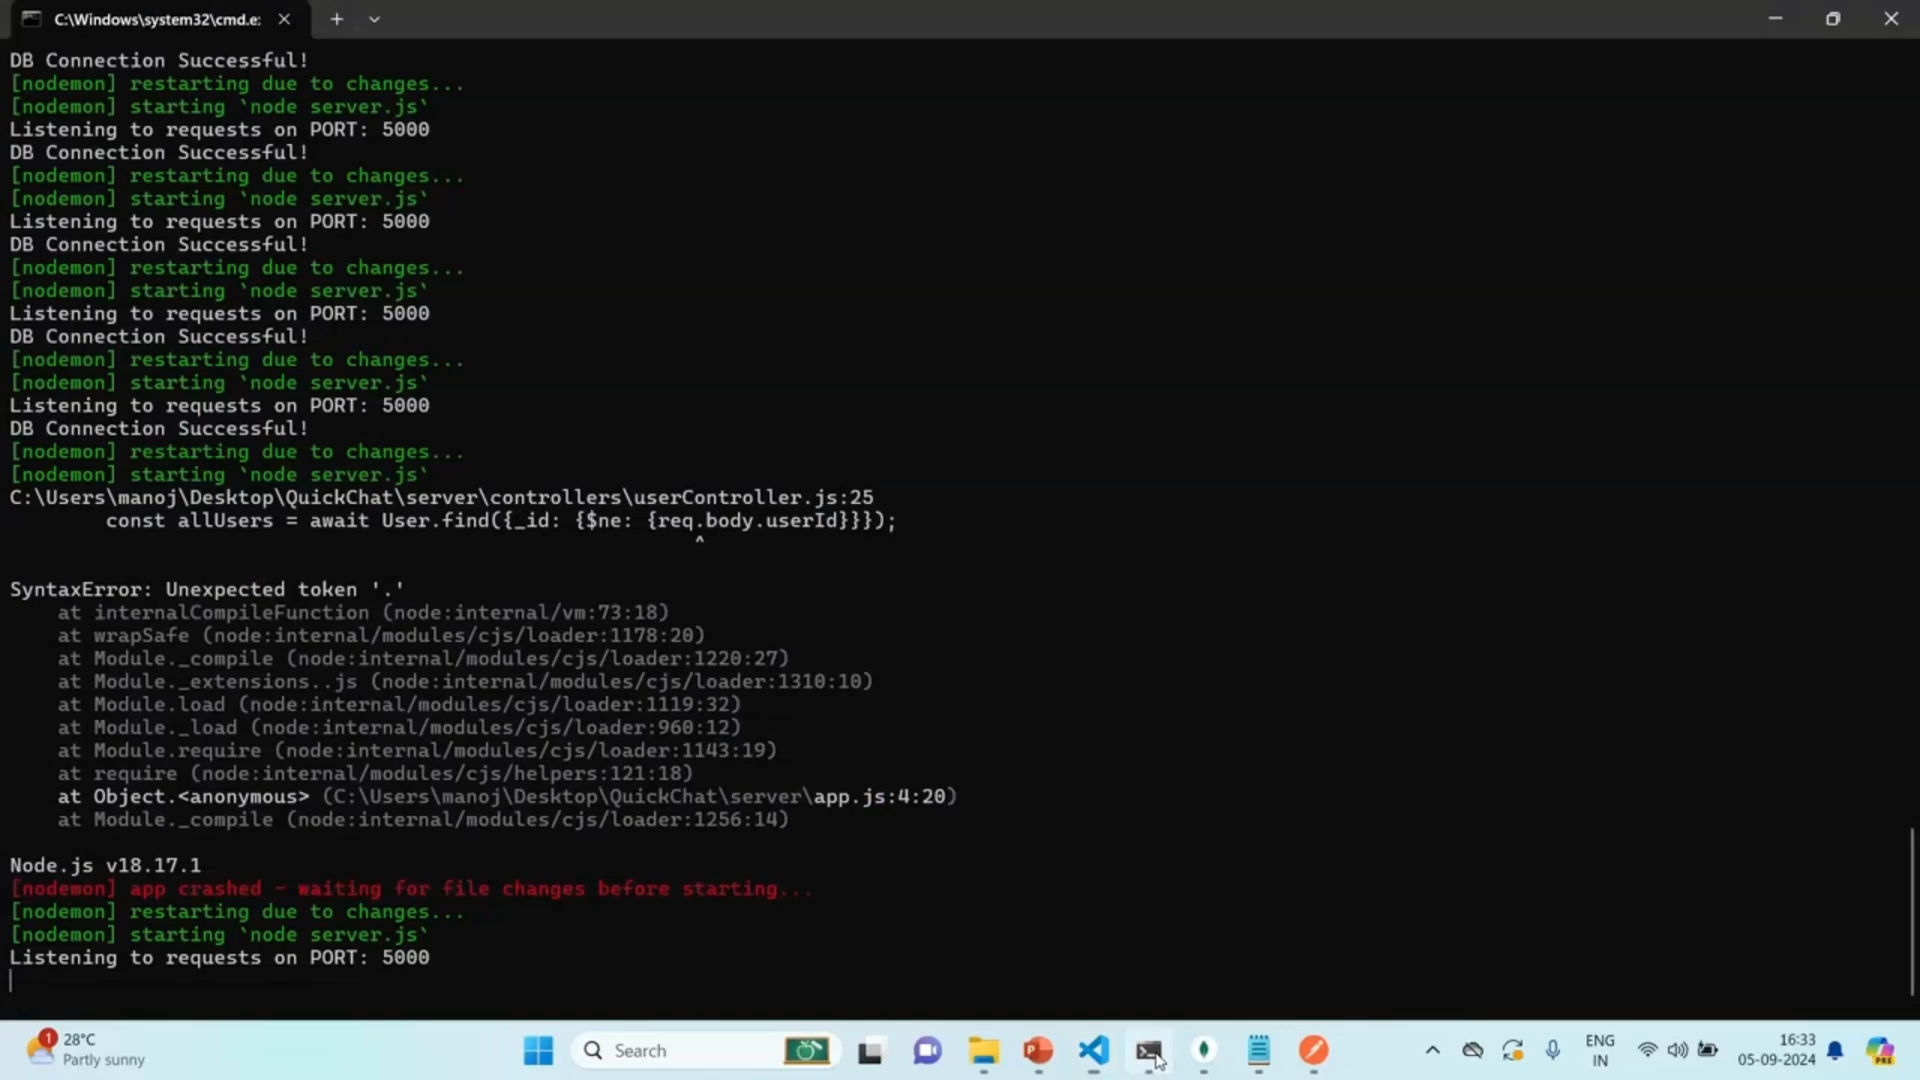 C:\Windows\system32\cmd.e:
DB Connection Successful!
[nodemon] restarting due to changes...
[nodemon] starting `node server.js`
Listening to requests on PORT: 5000
DB Connection Successful!
[nodemon] restarting due to changes...
[nodemon] starting `node server.js`
Listening to requests on PORT: 5000
DB Connection Successful!
[nodemon] restarting due to changes...
[nodemon] starting `node server.js`
Listening to requests on PORT: 5000
DB Connection Successful!
[nodemon] restarting due to changes...
[nodemon] starting `node server.js`
Listening to requests on PORT: 5000
DB Connection Successful!
[nodemon] restarting due to changes...
[nodemon] starting `node server.js`
C:\Users\manoj\Desktop\QuickChat\server\controllers\userController.js:25
        const allUsers = await User.find({_id: {$ne: {req.body.userId}}});
^
SyntaxError: Unexpected token '.'
    at internalCompileFunction (node:internal/vm:73:18)
    at wrapSafe (node:internal/modules/cjs/loader:1178:20)
    at Module._compile (node:internal/modules/cjs/loader:1220:27)
    at Module._extensions..js (node:internal/modules/cjs/loader:1310:10)
    at Module.load (node:internal/modules/cjs/loader:1119:32)
    at Module._load (node:internal/modules/cjs/loader:960:12)
    at Module.require (node:internal/modules/cjs/loader:1143:19)
    at require (node:internal/modules/cjs/helpers:121:18)
    at Object.<anonymous> (C:\Users\manoj\Desktop\QuickChat\server\app.js:4:20)
    at Module._compile (node:internal/modules/cjs/loader:1256:14)
Node.js v18.17.1
[nodemon] app crashed - waiting for file changes before starting...
[nodemon] restarting due to changes...
[nodemon] starting `node server.js`
Listening to requests on PORT: 5000
1
28°C
Partly sunny
Search
P
ENG
IN
16:33
05-09-2024
PRE